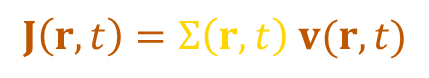 𝐉(𝐫, 𝑡) = Σ(𝐫, 𝑡) 𝐯(𝐫, 𝑡)